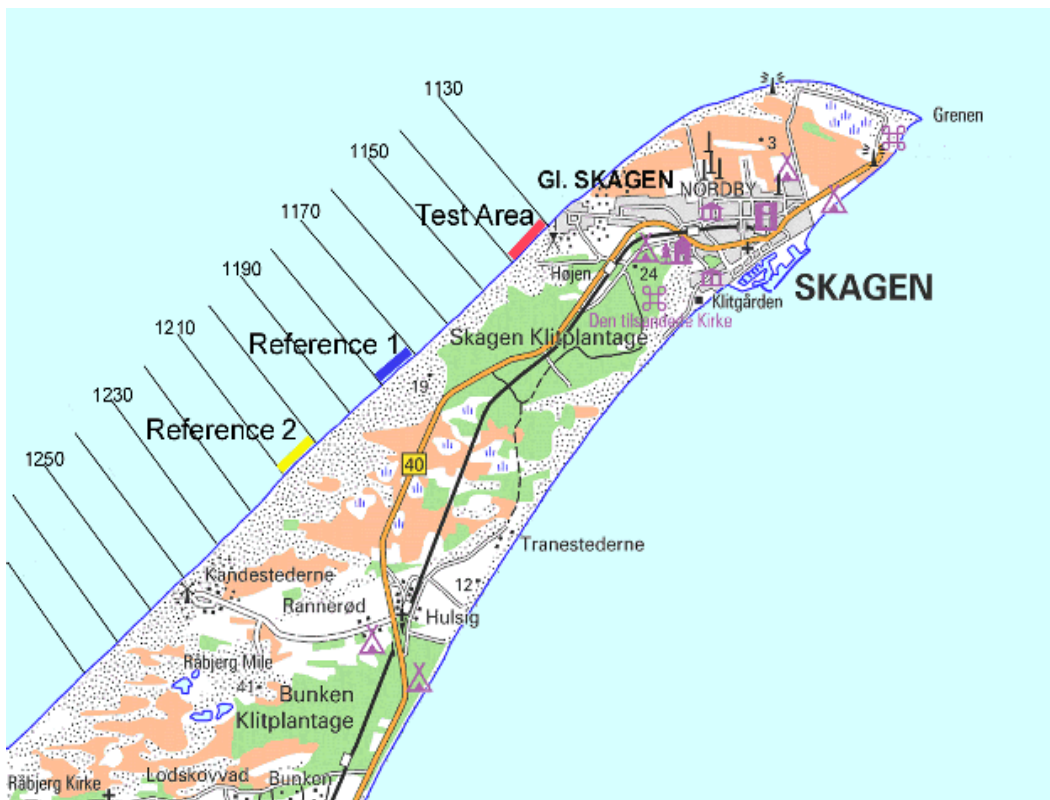 1130
Grenen
1150
3
Gl. SKAGEN
NORDBY
1170
Test Area
Højen
24
1190
SKAGEN
Klitgården
Den tilsandede Kirke
1210
Reference 1
Skagen Klitplantage
19
1230
Reference 2
40
1250
Tranestederne
Kandestederne
12
Rannerød
Hulsig
Råbjerg Mile
41
Bunken
Klitplantage
Råbjerg Kirke
Lodskovvad
Bunken